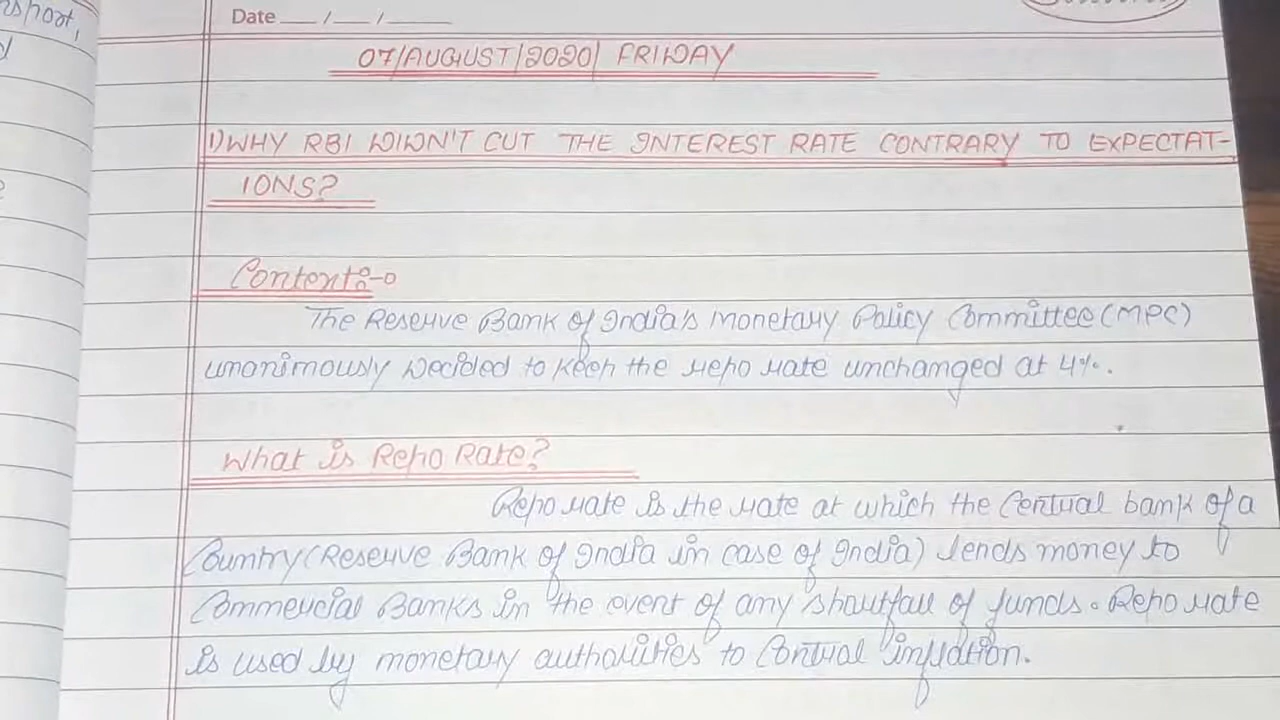 Date ___ / ___ / ______
07/AUGUST/2020/ FRIDAY
1) WHY RBI DIDN'T CUT THE INTEREST RATE CONTRARY TO EXPECTAT-
IONS?
Context:-
The Reserve Bank of India's monetary Policy Committee (MPC)
unanimously decided to keep the repo rate unchanged at 4%.
What is Repo Rate?
Repo rate is the rate at which the Central bank of a
Country (Reserve Bank of India in case of India) lends money to
Commercial Banks in the event of any shortfall of funds. Repo rate
is used by monetary authorities to Control inflation.